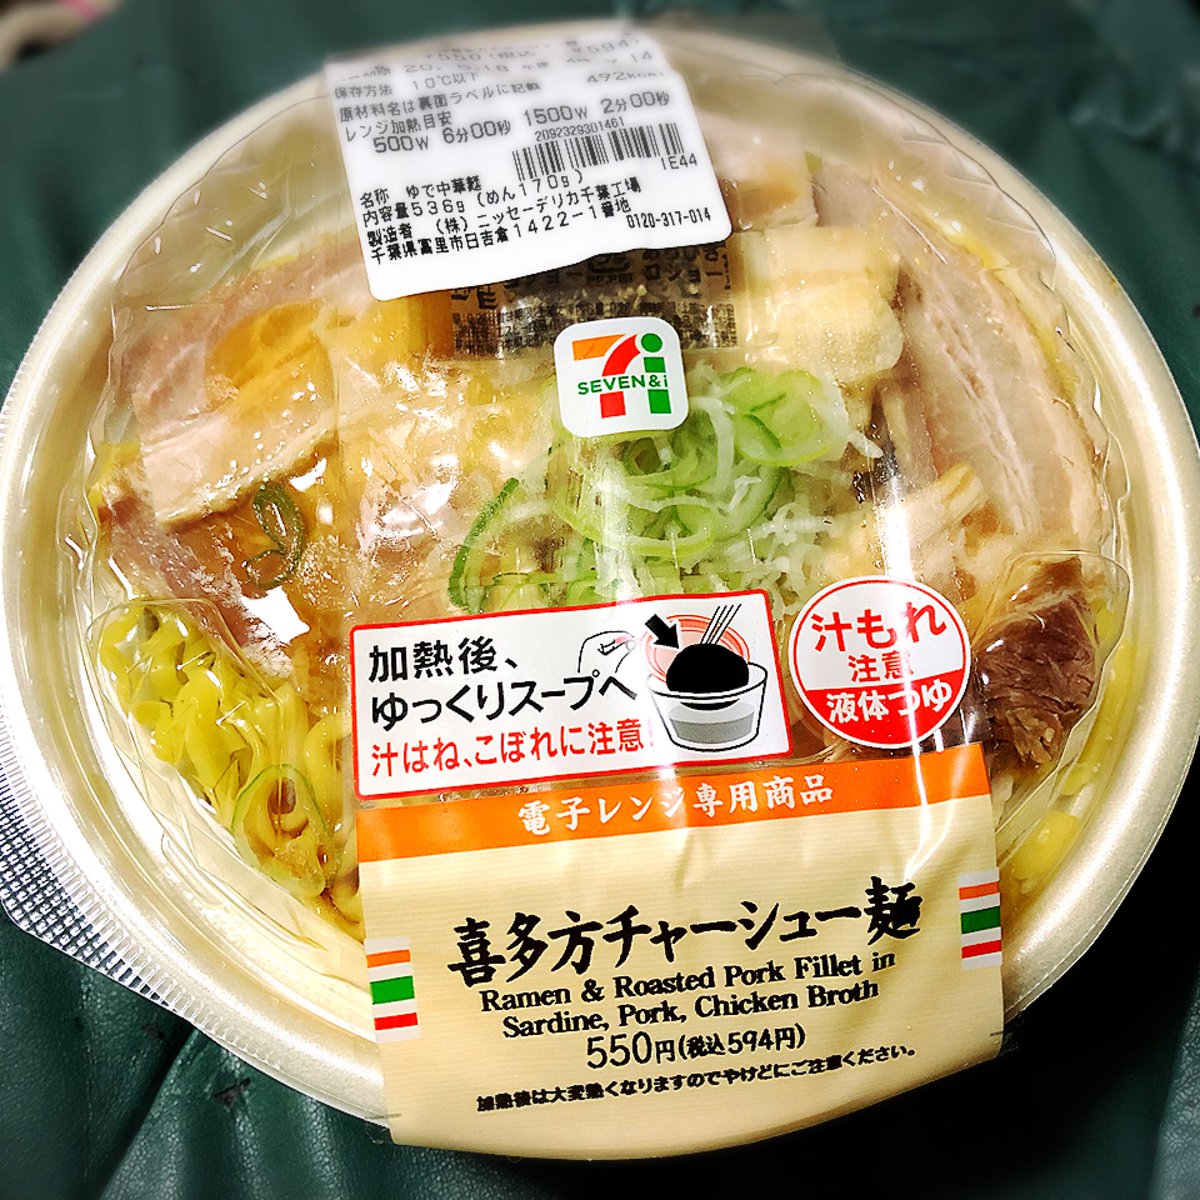 ¥550(税込 ¥594)
20. 5.18
保存方法 10℃以下 492kcal
原材料名は裏面ラベルに記載
レンジ加熱目安
500W 6分00秒 1500W 2分00秒
2092329301461
1E44
名称 ゆで中華麺
内容量536g (めん170g)
製造者 (株)ニッセーデリカ千葉工場
千葉県富里市日吉倉1422-1番地 0120-317-014
SEVEN&i
加熱後、
ゆっくりスープへ
汁はね、こぼれに注意!
汁もれ
注意
液体つゆ
電子レンジ専用商品
喜多方チャーシュー麺
Ramen & Roasted Pork Fillet in
Sardine, Pork, Chicken Broth
550円(税込594円)
加熱後は大変熱くなりますのでやけどにご注意ください。